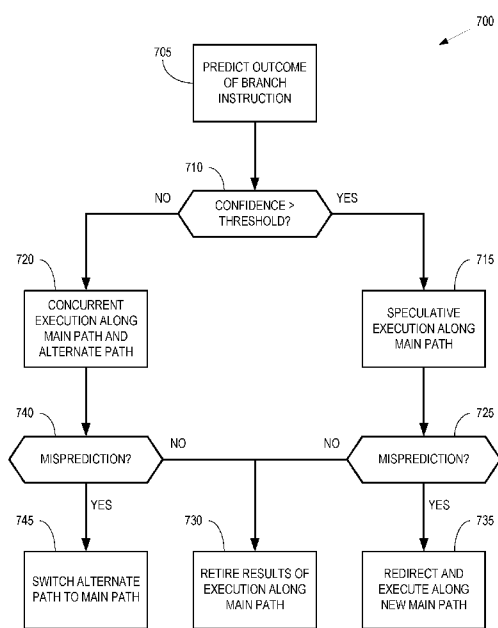 700
705
PREDICT OUTCOME
OF BRANCH
INSTRUCTION
710
NO
CONFIDENCE >
THRESHOLD?
YES
720
CONCURRENT
EXECUTION ALONG
MAIN PATH AND
ALTERNATE PATH
715
SPECULATIVE
EXECUTION ALONG
MAIN PATH
740
MISPREDICTION?
NO
NO
725
MISPREDICTION?
YES
YES
745
SWITCH ALTERNATE
PATH TO MAIN PATH
730
RETIRE RESULTS OF
EXECUTION ALONG
MAIN PATH
735
REDIRECT AND
EXECUTE ALONG
NEW MAIN PATH